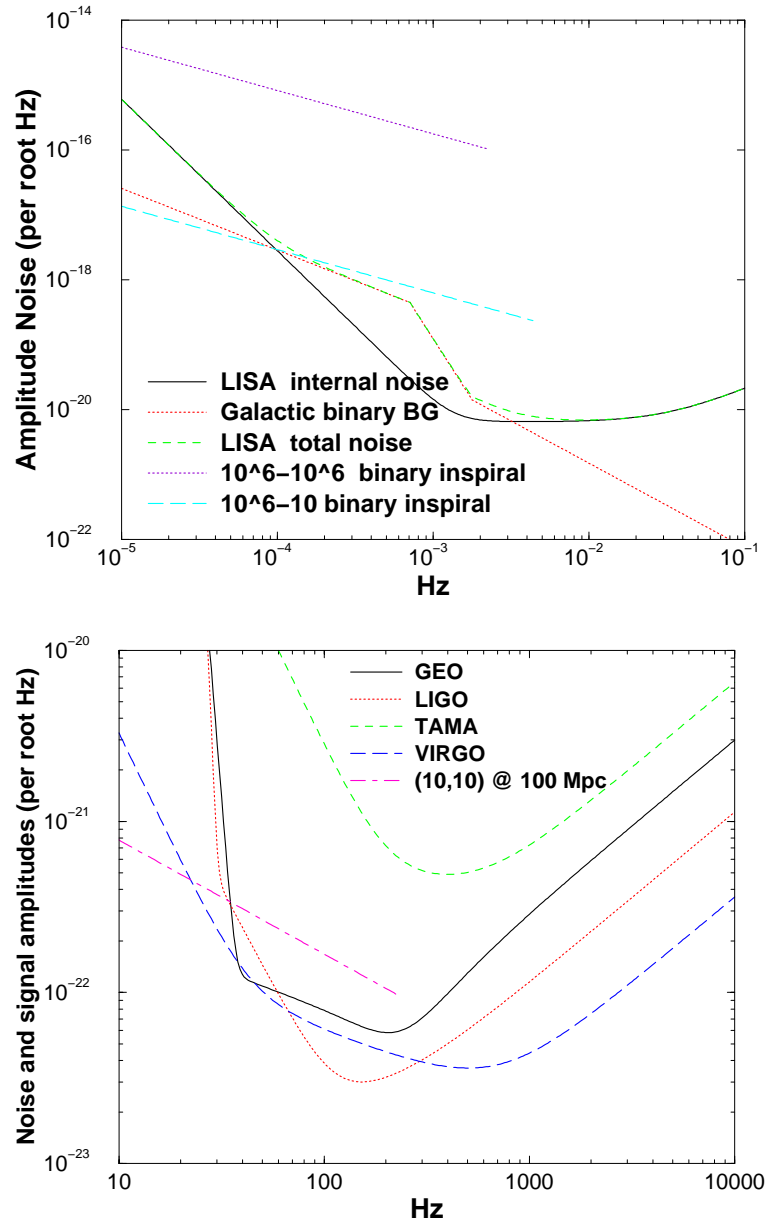 10^-14
10^-16
10^-18
10^-20
10^-22
Amplitude Noise (per root Hz)
LISA internal noise
Galactic binary BG
LISA total noise
10^6-10^6 binary inspiral
10^6-10 binary inspiral
10^-5 10^-4 10^-3 10^-2 10^-1
Hz
10^-20
10^-21
10^-22
10^-23
Noise and signal amplitudes (per root Hz)
GEO
LIGO
TAMA
VIRGO
(10,10) @ 100 Mpc
10 100 1000 10000
Hz